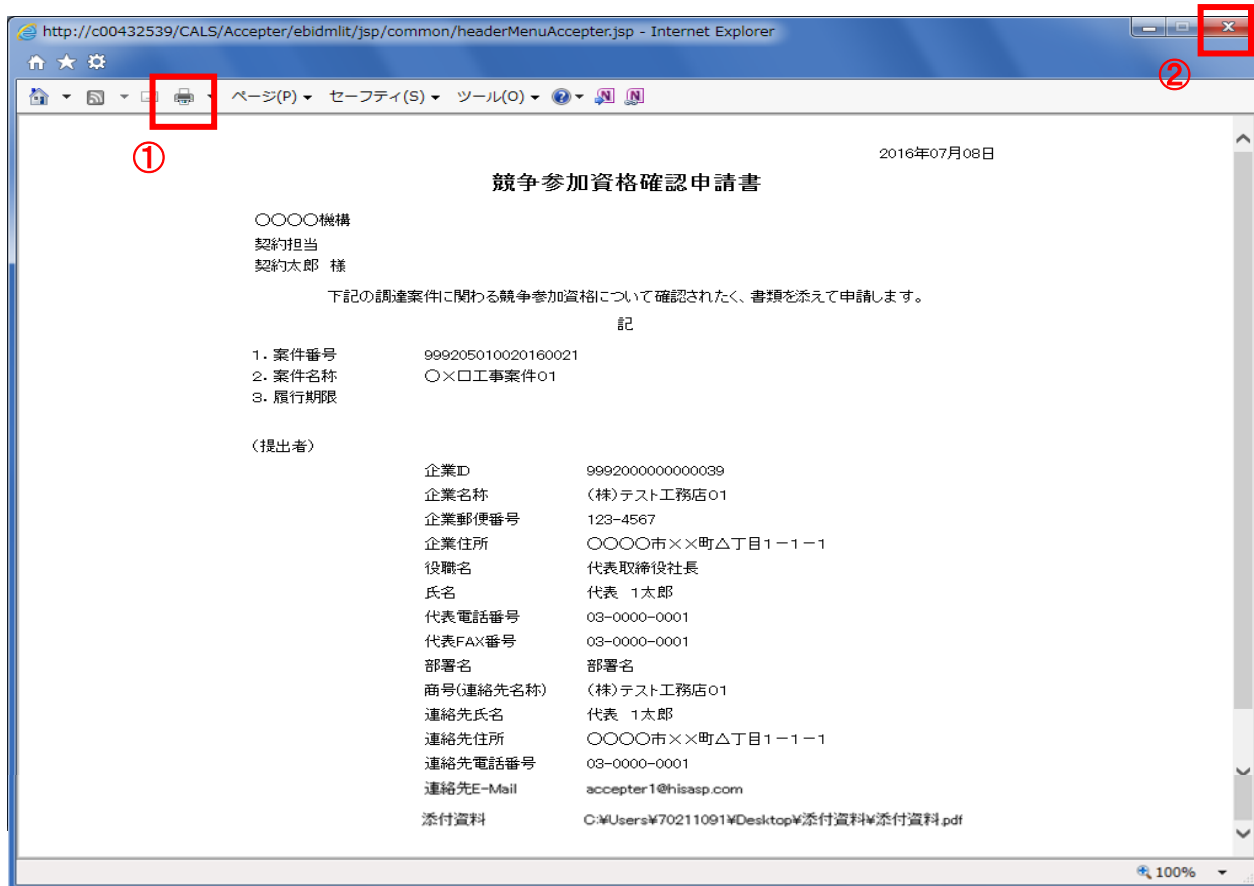 http://c00432539/CALS/Accepter/ebidmlit/jsp/common/headerMenuAccepter.jsp - Internet Explorer
②
ページ(P) セーフティ(S) ツール(O)
①
2016年07月08日
競争参加資格確認申請書
○○○○機構
契約担当
契約太郎 様
下記の調達案件に関わる競争参加資格について確認されたく、書類を添えて申請します。
記
1. 案件番号 999205010020160021
2. 案件名称 ○×口工事案件01
3. 履行期限
(提出者)
企業ID 9992000000000039
企業名称 (株)テスト工務店01
企業郵便番号 123-4567
企業住所 ○○○○市××町△丁目1-1-1
役職名 代表取締役社長
氏名 代表 1太郎
代表電話番号 03-0000-0001
代表FAX番号 03-0000-0001
部署名 部署名
商号(連絡先名称) (株)テスト工務店01
連絡先氏名 代表 1太郎
連絡先住所 ○○○○市××町△丁目1-1-1
連絡先電話番号 03-0000-0001
連絡先E-Mail accepter1@hisasp.com
添付資料 C:¥Users¥70211091¥Desktop¥添付資料¥添付資料.pdf
100%